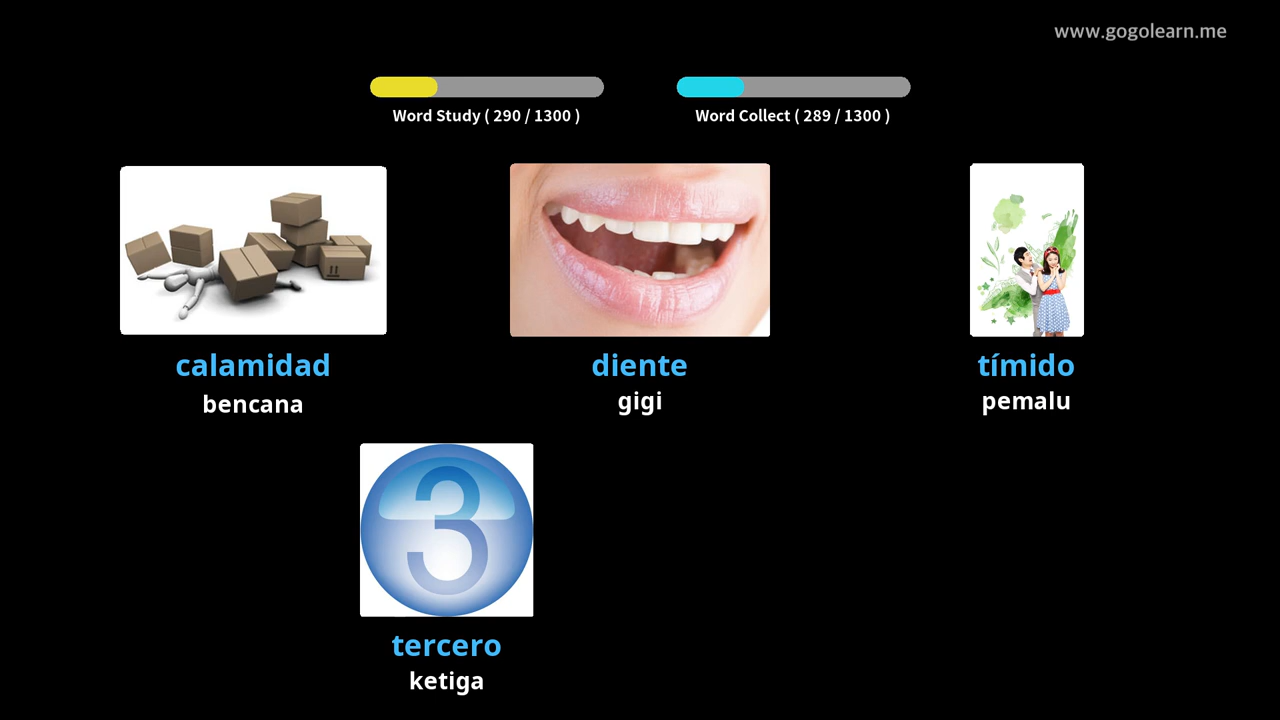 www.gogolearn.me
Word Study ( 290 / 1300 )
Word Collect ( 289 / 1300 )
calamidad
bencana
diente
gigi
tímido
pemalu
3
tercero
ketiga